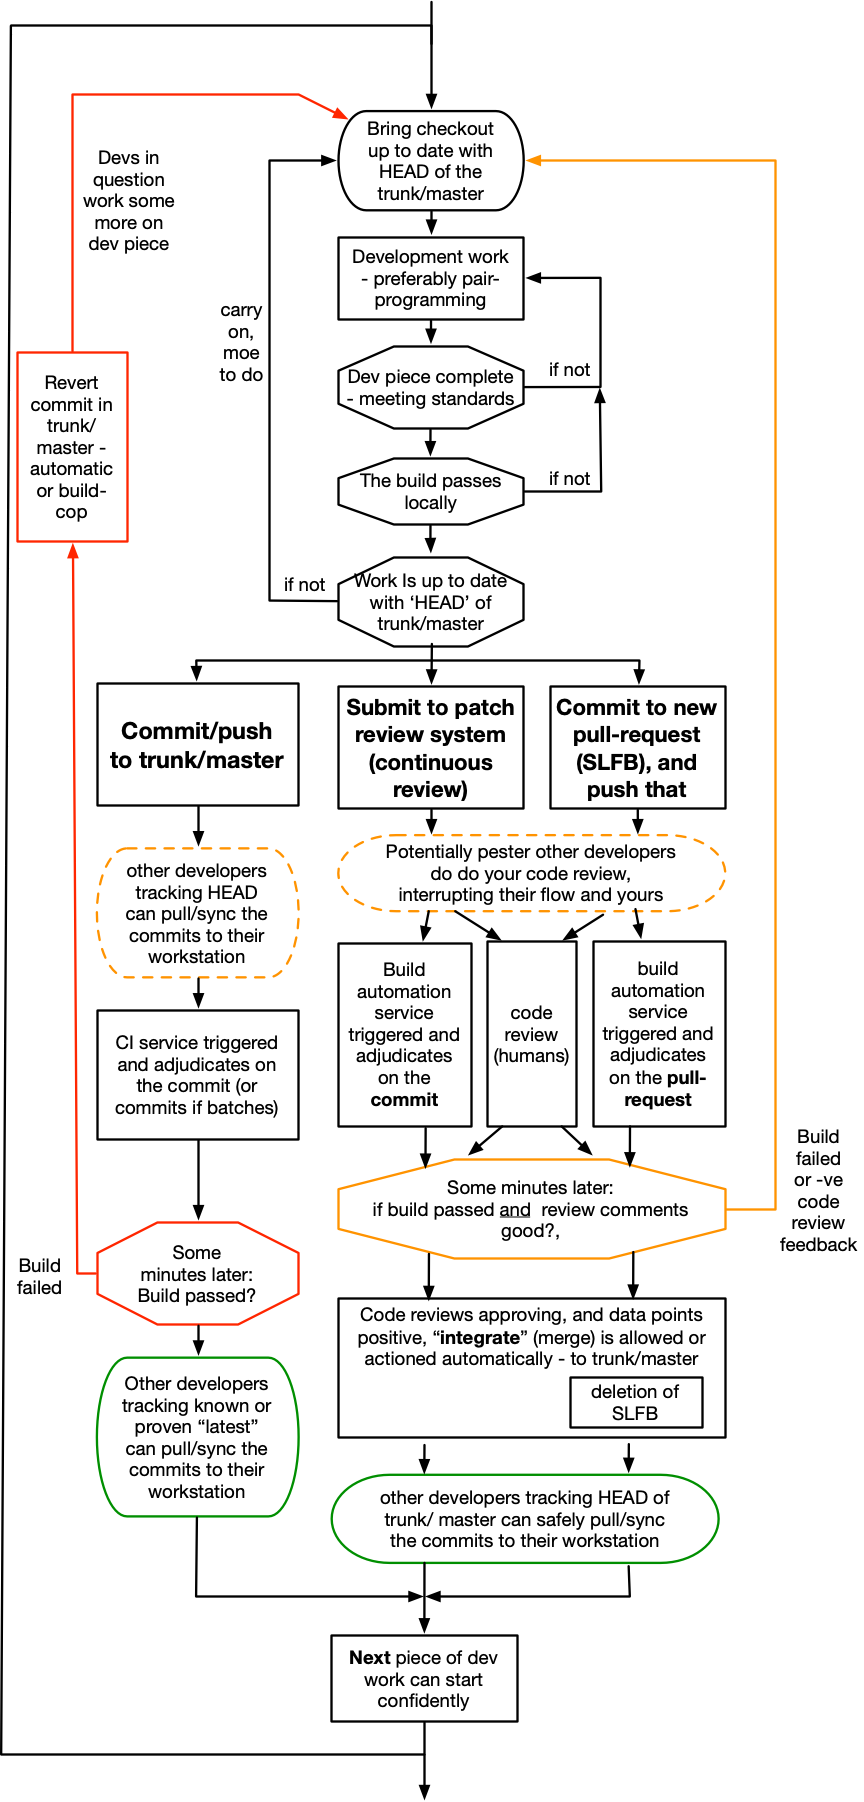 Bring checkout
up to date with
HEAD of the
trunk/master
Devs in
question
work some
more on
dev piece
Development work
- preferably pair-
programming
carry
on,
moe
to do
Dev piece complete
- meeting standards
if not
Revert
commit in
trunk/
master -
automatic
or build-
cop
The build passes
locally
if not
Work Is up to date
with ‘HEAD’ of
trunk/master
if not
Commit/push
to trunk/master
Submit to patch
review system
(continuous
review)
Commit to new
pull-request
(SLFB), and
push that
other developers
tracking HEAD
can pull/sync the
commits to their
workstation
Potentially pester other developers
do do your code review,
interrupting their flow and yours
CI service triggered
and adjudicates on
the commit (or
commits if batches)
Build
automation
service
triggered and
adjudicates
on the
commit
code
review
(humans)
build
automation
service
triggered and
adjudicates
on the pull-
request
Build
failed
or -ve
code
review
feedback
Some minutes later:
if build passed and review comments
good?,
Some
minutes later:
Build passed?
Build
failed
Code reviews approving, and data points
positive, “integrate” (merge) is allowed or
actioned automatically - to trunk/master
deletion of
SLFB
Other developers
tracking known or
proven “latest”
can pull/sync the
commits to their
workstation
other developers tracking HEAD of
trunk/ master can safely pull/sync
the commits to their workstation
Next piece of dev
work can start
confidently